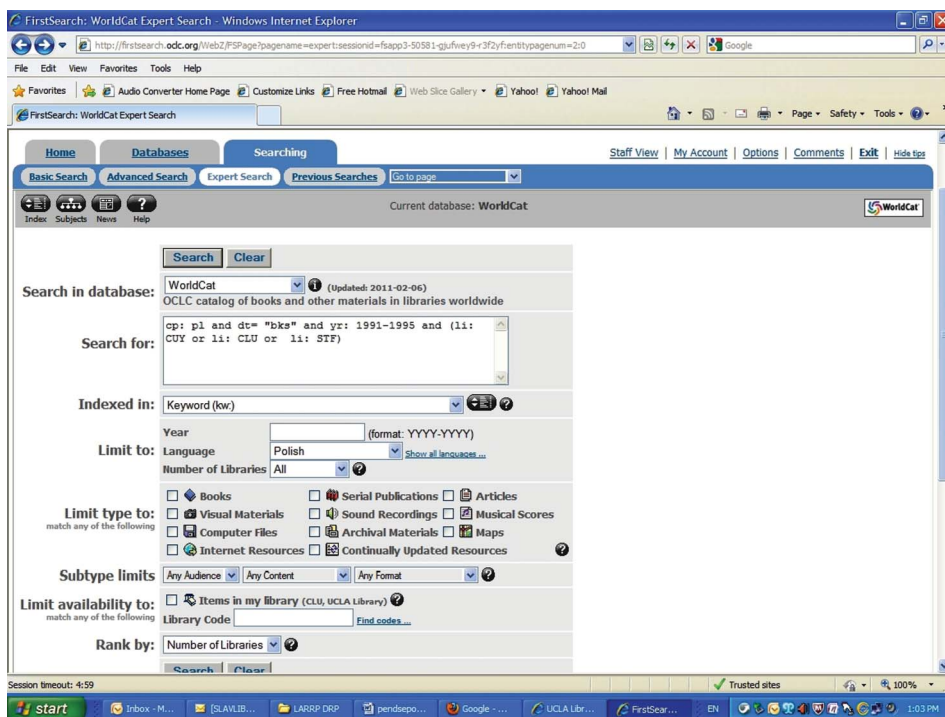 FirstSearch: WorldCat Expert Search - Windows Internet Explorer
http://firstsearch.oclc.org/WebZ/FSPage?pagename=expert:sessionid=fsapp3-50581-gjufwey9-r3f2yf:entitypagenum=2:0 Google
File Edit View Favorites Tools Help
Favorites Audio Converter Home Page Customize Links Free Hotmail Web Slice Gallery Yahoo! Yahoo! Mail
FirstSearch: WorldCat Expert Search Page Safety Tools
Home Databases Searching Staff View | My Account | Options | Comments | Exit | Hide tips
Basic Search Advanced Search Expert Search Previous Searches Go to page
Index Subjects News Help Current database: WorldCat WorldCat
Search Clear
Search in database: WorldCat (Updated: 2011-02-06)
OCLC catalog of books and other materials in libraries worldwide
Search for: cp: pl and dt= "bks" and yr: 1991-1995 and (li:
CUY or li: CLU or li: STF)
Indexed in: Keyword (kw:)
Limit to: Year (format: YYYY-YYYY)
Language Polish Show all languages ...
Number of Libraries All
Limit type to: match any of the following
Books Serial Publications Articles
Visual Materials Sound Recordings Musical Scores
Computer Files Archival Materials Maps
Internet Resources Continually Updated Resources
Subtype limits Any Audience Any Content Any Format
Limit availability to: match any of the following
Items in my library (CLU, UCLA Library)
Library Code Find codes ...
Rank by: Number of Libraries
Search Clear
Session timeout: 4:59 Trusted sites 100%
start Inbox - M... [SLAVLIB... LARRP DRP pendsepo... Google - ... UCLA Libr... FirstSear... EN 1:03 PM